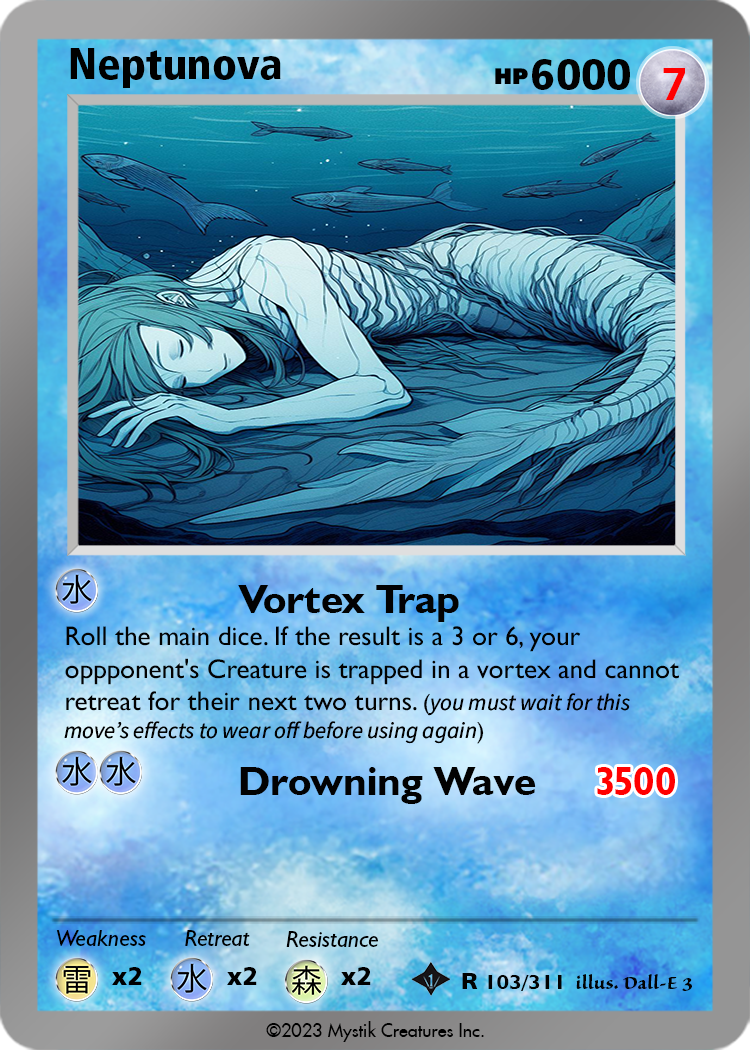 Neptunova
HP6000 7
水 Vortex Trap
Roll the main dice. If the result is a 3 or 6, your
oppponent's Creature is trapped in a vortex and cannot
retreat for their next two turns. (you must wait for this
move's effects to wear off before using again)
水 水 Drowning Wave 3500
Weakness Retreat Resistance
雷 x2 水 x2 森 x2 1 R 103/311 illus. Dall-E 3
©2023 Mystik Creatures Inc.